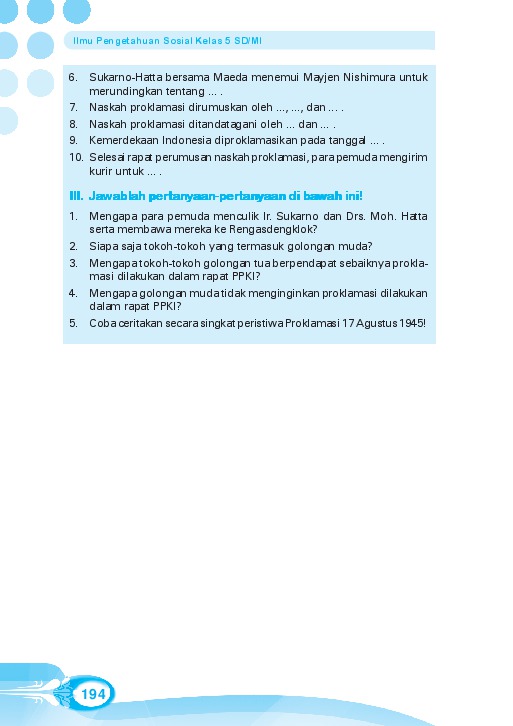 Ilmu Pengetahuan Sosial Kelas 5 SD/MI
6. Sukarno-Hatta bersama Maeda menemui Mayjen Nishimura untuk
merundingkan tentang ... .
7. Naskah proklamasi dirumuskan oleh ..., ..., dan ... .
8. Naskah proklamasi ditandatagani oleh ... dan ... .
9. Kemerdekaan Indonesia diproklamasikan pada tanggal ... .
10. Selesai rapat perumusan naskah proklamasi, para pemuda mengirim
kurir untuk ... .
III. Jawablah pertanyaan-pertanyaan di bawah ini!
1. Mengapa para pemuda menculik Ir. Sukarno dan Drs. Moh. Hatta
serta membawa mereka ke Rengasdengklok?
2. Siapa saja tokoh-tokoh yang termasuk golongan muda?
3. Mengapa tokoh-tokoh golongan tua berpendapat sebaiknya prokla-
masi dilakukan dalam rapat PPKI?
4. Mengapa golongan muda tidak menginginkan proklamasi dilakukan
dalam rapat PPKI?
5. Coba ceritakan secara singkat peristiwa Proklamasi 17 Agustus 1945!
194